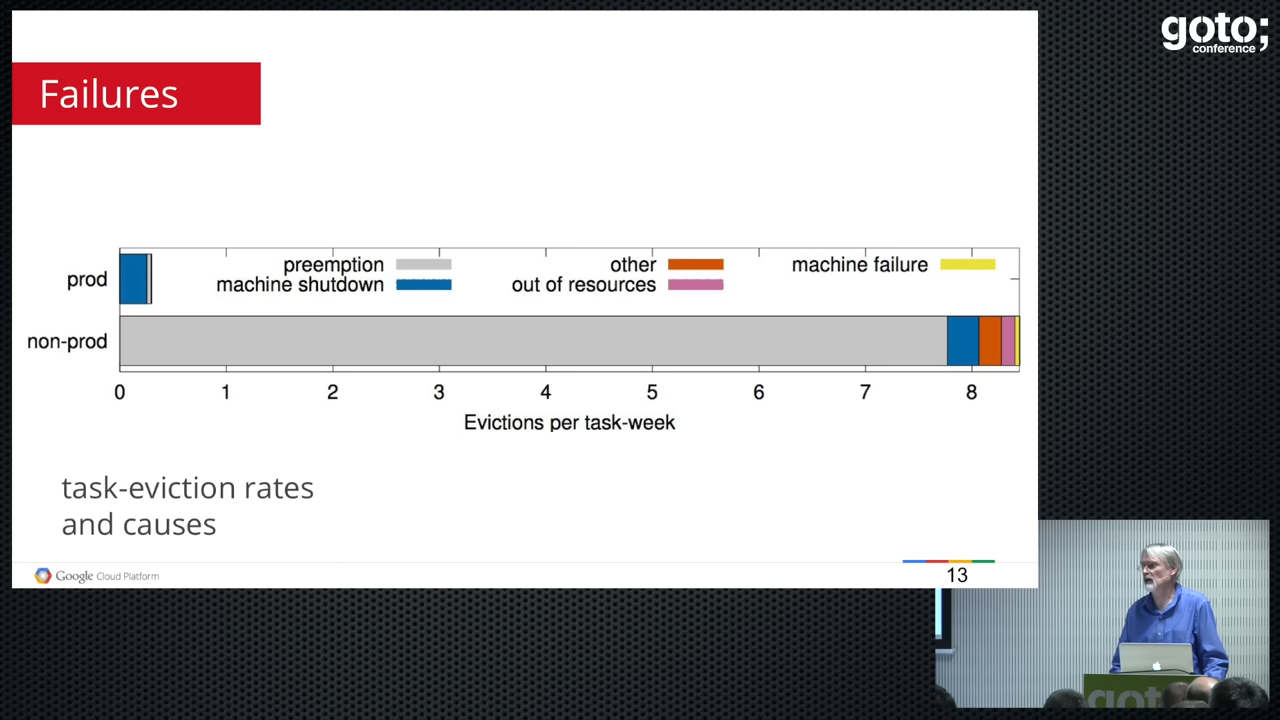 goto;
conference
Failures
preemption
other
machine failure
machine shutdown
out of resources
prod
non-prod
0 1 2 3 4 5 6 7 8
Evictions per task-week
task-eviction rates
and causes
Google Cloud Platform
13
goto